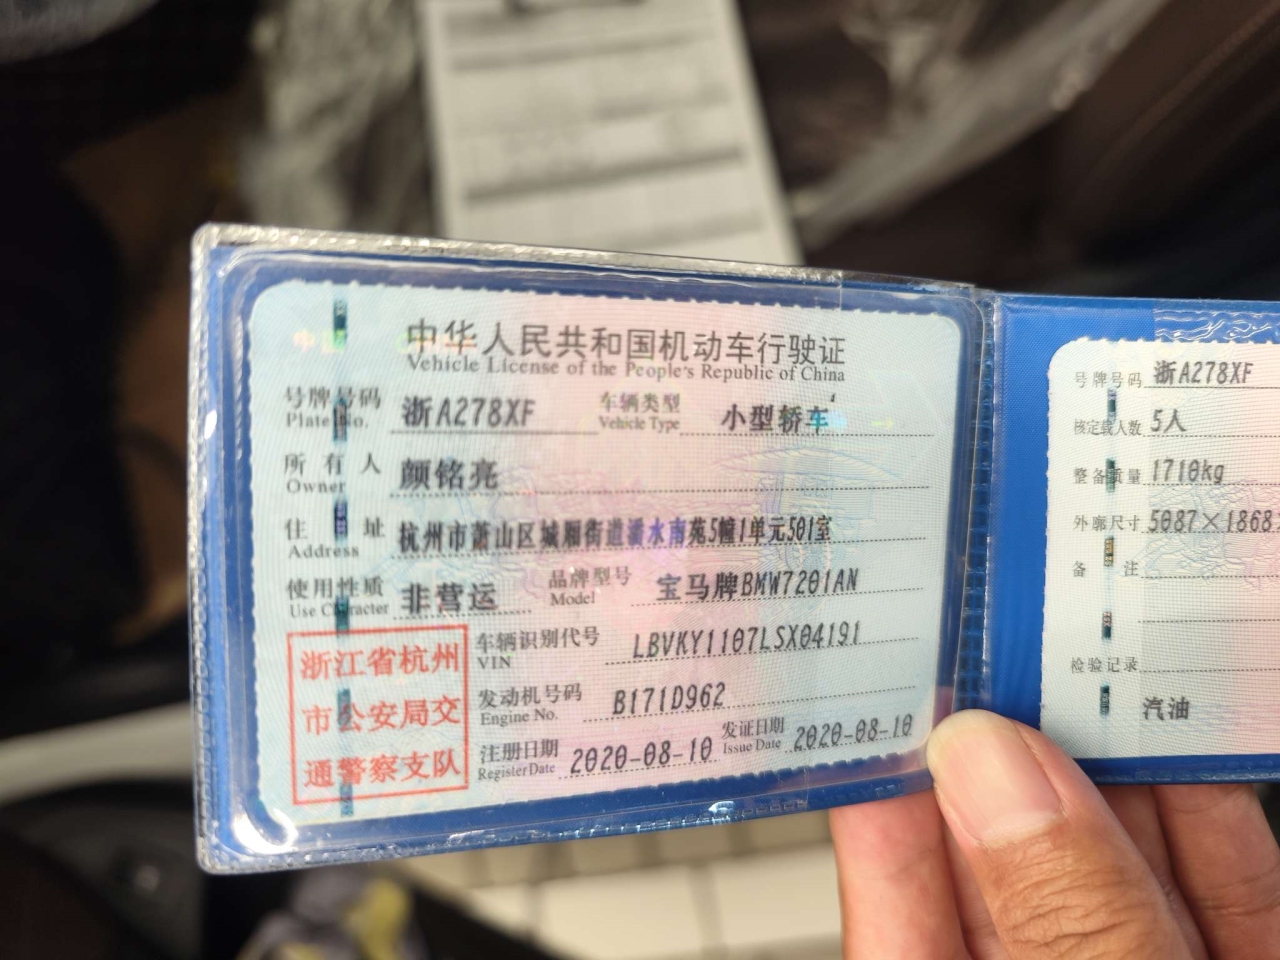 中华人民共和国机动车行驶证
Vehicle License of the People's Republic of China
号牌号码 浙A278XF 车辆类型 小型轿车
Plate No. Vehicle Type
所有人 颜铭亮
Owner
住址 杭州市萧山区城厢街道潘水南苑5幢1单元501室
Address
使用性质 非营运 品牌型号 宝马牌BMW7201AN
Use Character Model
浙江省杭州
市公安局交
通警察支队
车辆识别代号 LBVKY1107LSX04191
VIN
发动机号码 B171D962
Engine No.
注册日期 2020-08-10 发证日期 2020-08-10
Register Date Issue Date
号牌号码 浙A278XF
核定载人数 5人
整备质量 1710kg
外廓尺寸 5087×1868
备注
检验记录
汽油